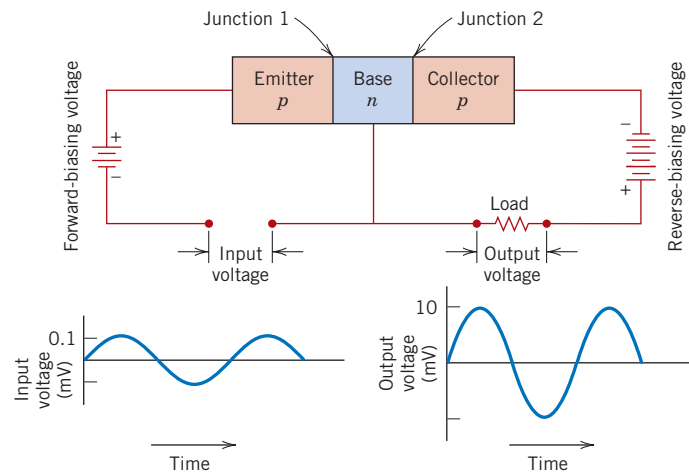 Junction 1
Junction 2
Emitter
p
Base
n
Collector
p
Forward-biasing voltage
+
−
Reverse-biasing voltage
−
+
Load
Input
voltage
Output
voltage
Input
voltage
(mV)
0.1
Time
Output
voltage
(mV)
10
Time